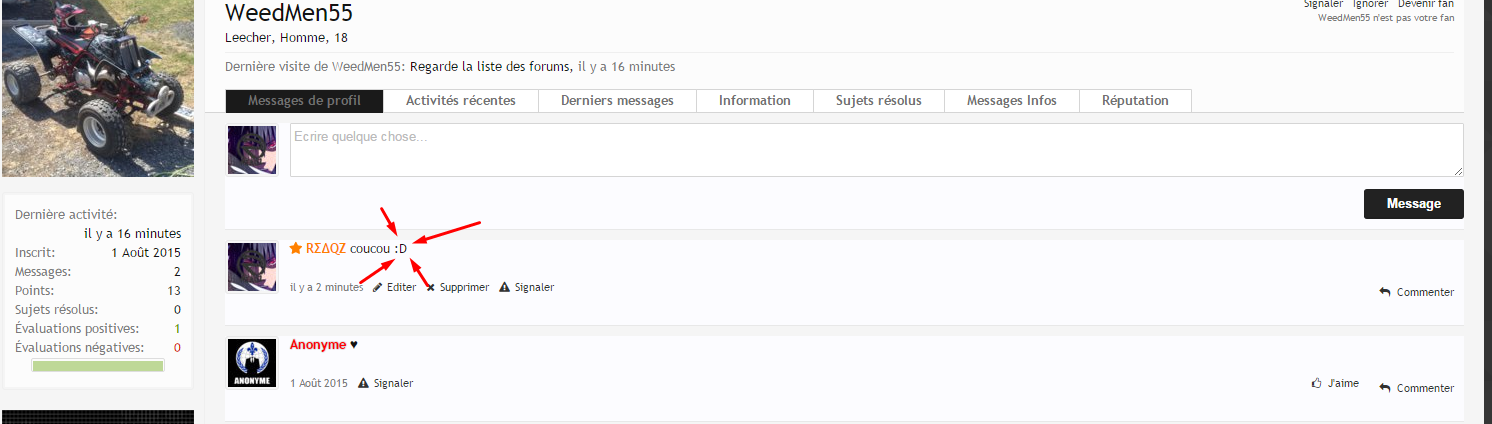 WeedMen55
Signaler Ignorer Devenir fan
WeedMen55 n'est pas votre fan
Leecher, Homme, 18
Dernière visite de WeedMen55: Regarde la liste des forums, il y a 16 minutes
Messages de profil Activités récentes Derniers messages Information Sujets résolus Messages Infos Réputation
Ecrire quelque chose...
Message
Dernière activité:
il y a 16 minutes
Inscrit: 1 Août 2015
Messages: 2
Points: 13
Sujets résolus: 0
Évaluations positives: 1
Évaluations négatives: 0
★ RΣΔQZ coucou :D
il y a 2 minutes Editer Supprimer Signaler
Commenter
ANONYME
Anonyme ♥
1 Août 2015 Signaler
J'aime Commenter